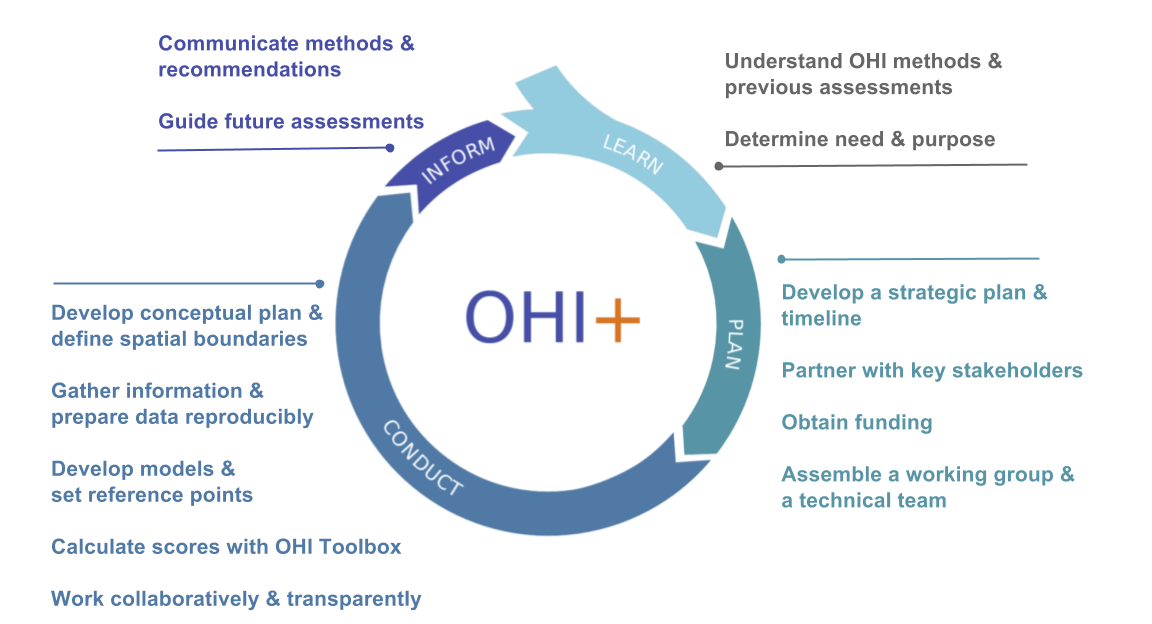 Communicate methods &
recommendations
Guide future assessments
Understand OHI methods &
previous assessments
Determine need & purpose
INFORM
LEARN
PLAN
CONDUCT
OHI+
Develop a strategic plan &
timeline
Partner with key stakeholders
Obtain funding
Assemble a working group &
a technical team
Develop conceptual plan &
define spatial boundaries
Gather information &
prepare data reproducibly
Develop models &
set reference points
Calculate scores with OHI Toolbox
Work collaboratively & transparently